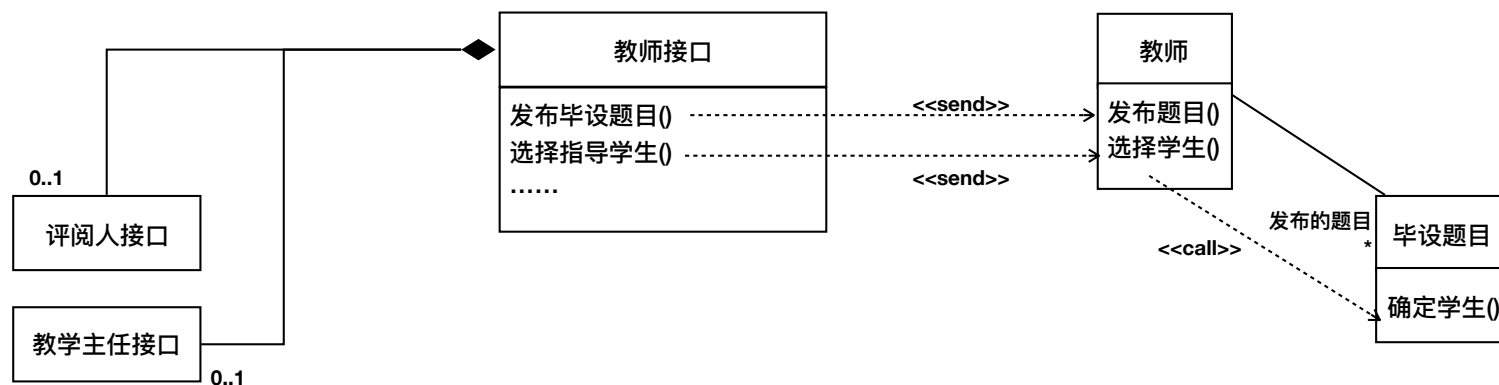 教师接口
发布毕设题目()
选择指导学生()
......
<<send>>
<<send>>
教师
发布题目()
选择学生()
0..1
评阅人接口
教学主任接口
0..1
<<call>>
发布的题目
*
毕设题目
确定学生()